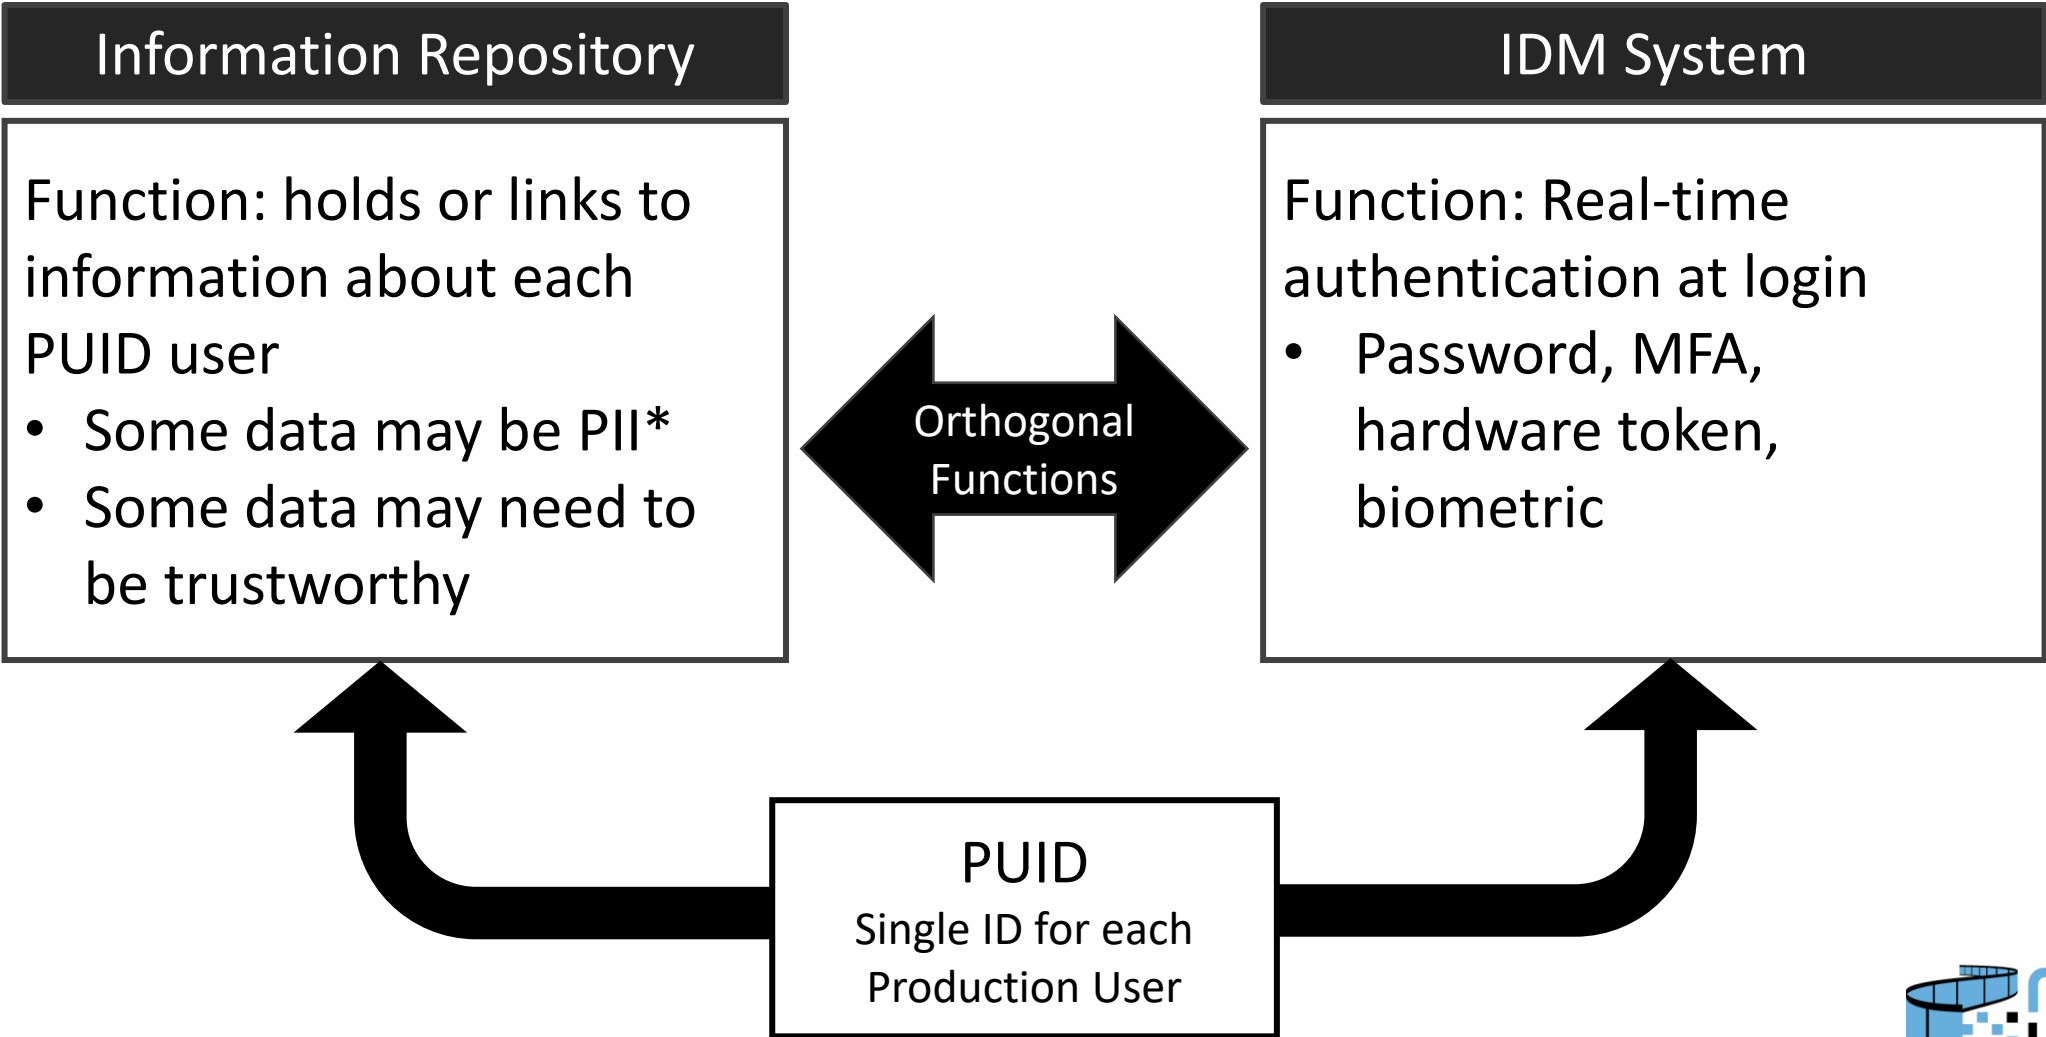 Information Repository
Function: holds or links to
information about each
PUID user
• Some data may be PII*
• Some data may need to
be trustworthy
Orthogonal
Functions
IDM System
Function: Real-time
authentication at login
• Password, MFA,
hardware token,
biometric
PUID
Single ID for each
Production User